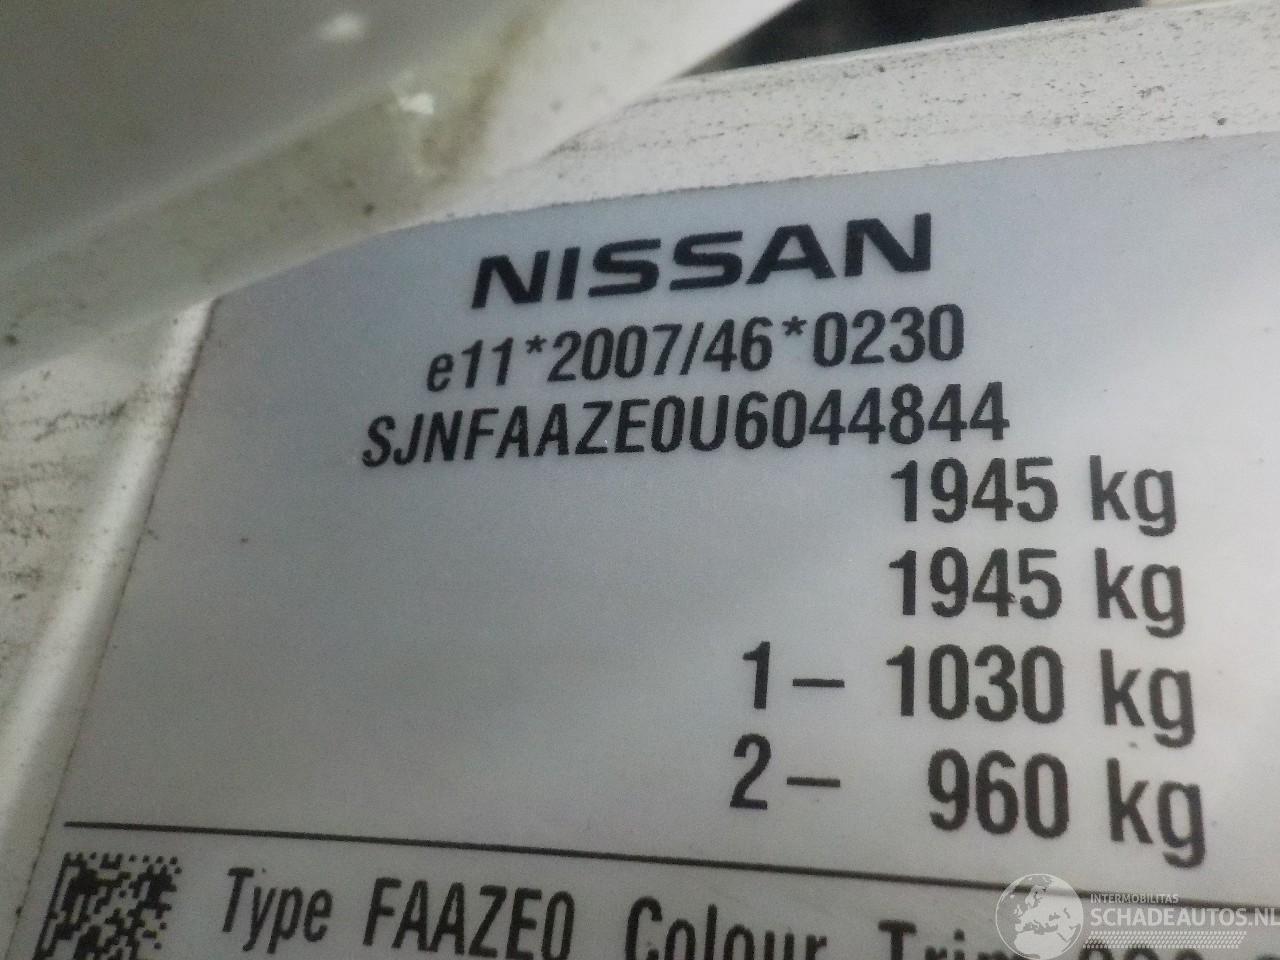 NISSAN
e11*2007/46*0230
SJNFAAZE0U6044844
1945 kg
1945 kg
1– 1030 kg
2– 960 kg
Type FAAZE0 Colour Trim
INTERMOBILITAS
SCHADEAUTOS.NL